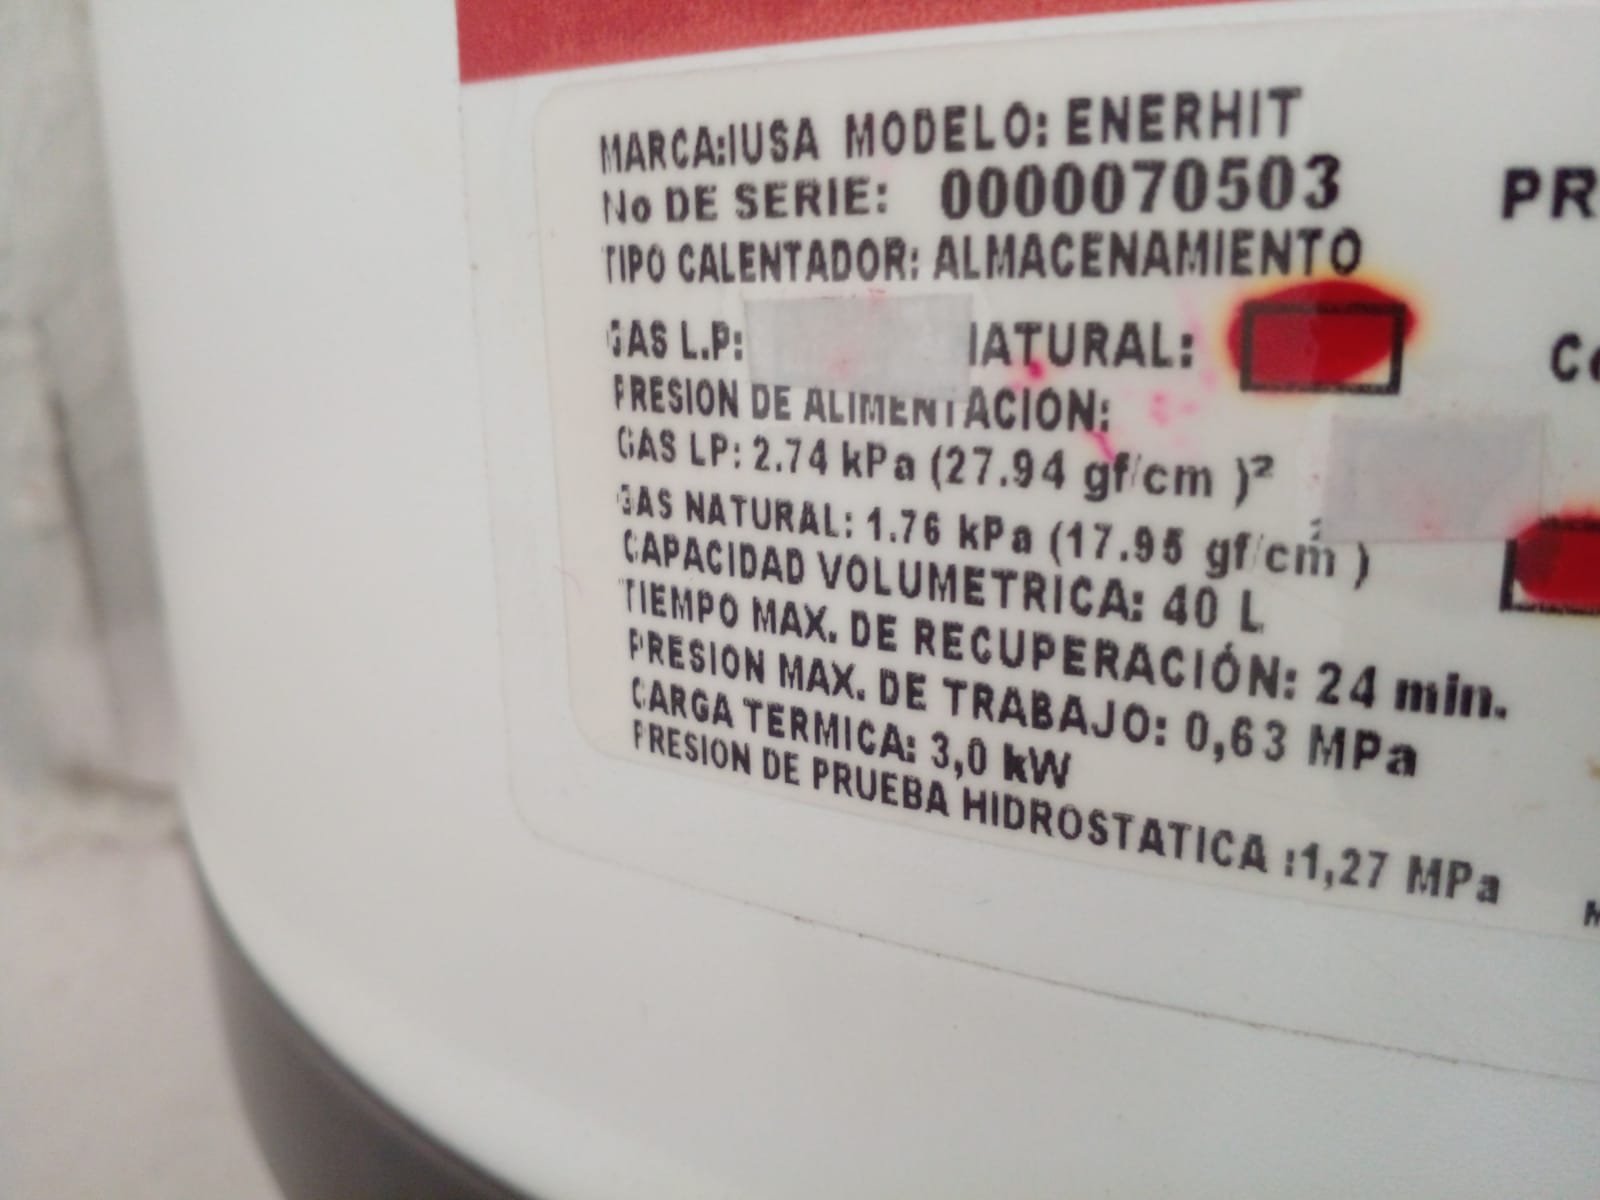 MARCA:IUSA MODELO: ENERHIT
No DE SERIE: 0000070503
PR
TIPO CALENTADOR: ALMACENAMIENTO
GAS L.P: NATURAL:
PRESION DE ALIMENTACION:
GAS LP: 2.74 kPa (27.94 gf/cm )²
GAS NATURAL: 1.76 kPa (17.95 gf/cm² )
CAPACIDAD VOLUMETRICA: 40 L
TIEMPO MAX. DE RECUPERACIÓN: 24 min.
PRESION MAX. DE TRABAJO: 0,63 MPa
CARGA TERMICA: 3,0 kW
PRESION DE PRUEBA HIDROSTATICA :1,27 MPa